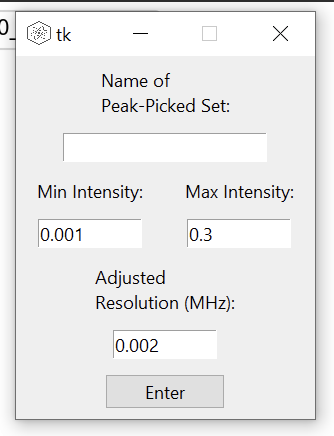 0_
tk
Name of
Peak-Picked Set:
Min Intensity: Max Intensity:
0.001 0.3
Adjusted
Resolution (MHz):
0.002
Enter